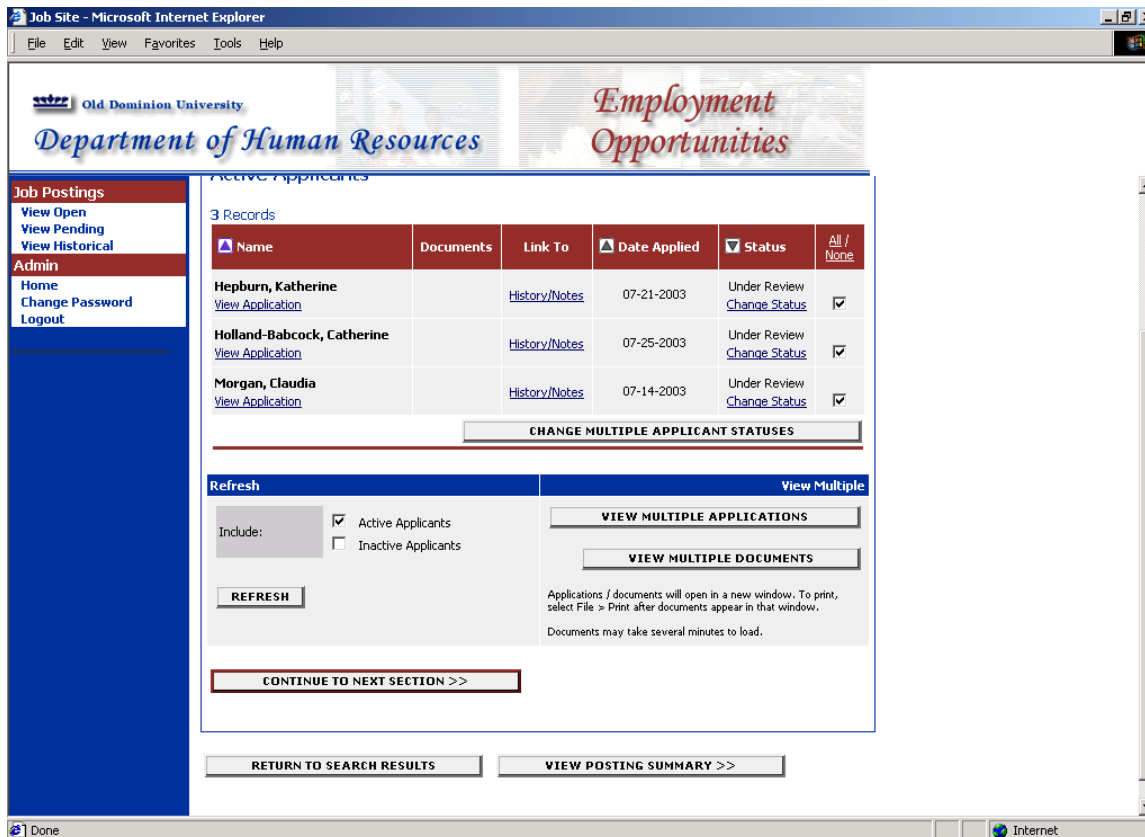 Job Site - Microsoft Internet Explorer
File Edit View Favorites Tools Help
Old Dominion University
Department of Human Resources
Employment
Opportunities
Job Postings
View Open
View Pending
View Historical
Admin
Home
Change Password
Logout
Active Applicants
3 Records
Name Documents Link To Date Applied Status All / None
Hepburn, Katherine
View Application
History/Notes
07-21-2003
Under Review
Change Status
Holland-Babcock, Catherine
View Application
History/Notes
07-25-2003
Under Review
Change Status
Morgan, Claudia
View Application
History/Notes
07-14-2003
Under Review
Change Status
CHANGE MULTIPLE APPLICANT STATUSES
Refresh
View Multiple
Include:
Active Applicants
Inactive Applicants
REFRESH
VIEW MULTIPLE APPLICATIONS
VIEW MULTIPLE DOCUMENTS
Applications / documents will open in a new window. To print,
select File > Print after documents appear in that window.
Documents may take several minutes to load.
CONTINUE TO NEXT SECTION >>
RETURN TO SEARCH RESULTS
VIEW POSTING SUMMARY >>
Done
Internet